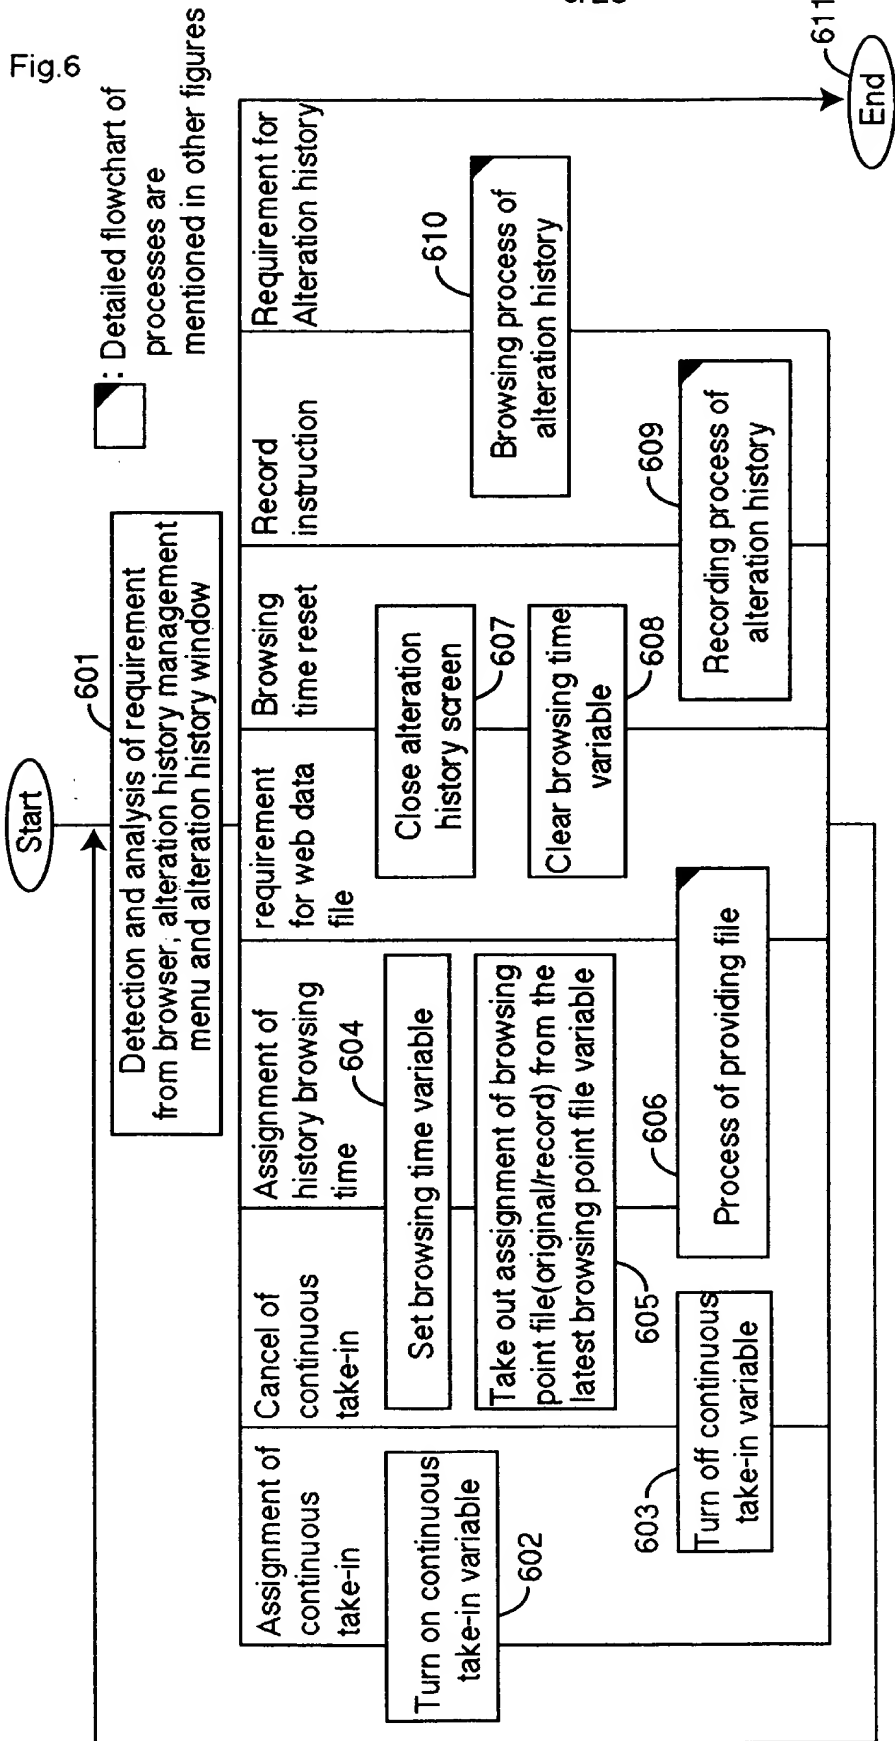 Fig.6
: Detailed flowchart of
processes are
mentioned in other figures
Start
601
Detection and analysis of requirement
from browser, alteration history management
menu and alteration history window
Assignment of
continuous
take-in
Turn on continuous
take-in variable
602
Cancel of
continuous
take-in
603
Turn off continuous
take-in variable
Assignment of
history browsing
time
604
Set browsing time variable
Take out assignment of browsing
point file(original/record) from the
latest browsing point file variable
605
606
Process of providing file
requirement
for web data
file
Browsing
time reset
Close alteration
history screen
607
Clear browsing time
variable
608
Record
instruction
609
Recording process of
alteration history
Requirement for
Alteration history
610
Browsing process of
alteration history
611
End